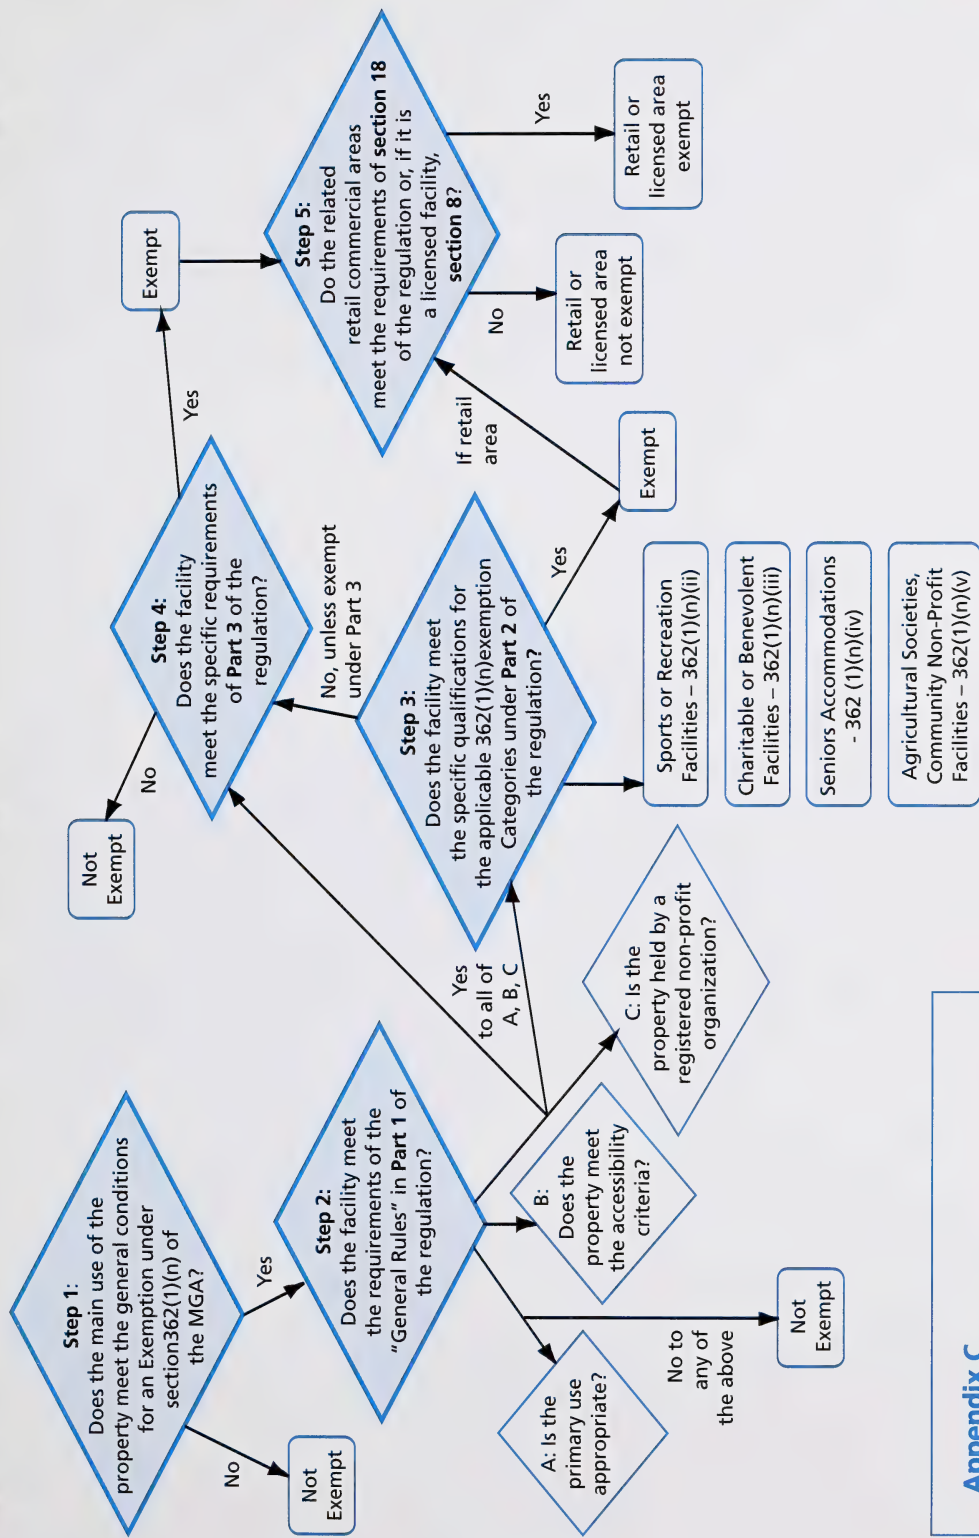 Step 1:
Does the main use of the
property meet the general conditions
for an Exemption under
section362(1)(n) of
the MGA?
No
Not
Exempt
Yes
Step 2:
Does the facility meet
the requirements of the
"General Rules" in Part 1 of
the regulation?
A: Is the
primary use
appropriate?
No to
any of
the above
Not
Exempt
B:
Does the
property meet
the accessibility
criteria?
C: Is the
property held by a
registered non-profit
organization?
Yes
to all of
A, B, C
Step 3:
Does the facility meet
the specific qualifications for
the applicable 362(1)(n)exemption
Categories under Part 2 of
the regulation?
Sports or Recreation
Facilities – 362(1)(n)(ii)
Charitable or Benevolent
Facilities – 362(1)(n)(iii)
Seniors Accommodations
- 362 (1)(n)(iv)
Agricultural Societies,
Community Non-Profit
Facilities – 362(1)(n)(v)
Yes
Exempt
If retail
area
No, unless exempt
under Part 3
Step 4:
Does the facility
meet the specific requirements
of Part 3 of the
regulation?
No
Not
Exempt
Yes
Exempt
Step 5:
Do the related
retail commercial areas
meet the requirements of section 18
of the regulation or, if it is
a licensed facility,
section 8?
No
Retail or
licensed area
not exempt
Yes
Retail or
licensed area
exempt
Appendix C